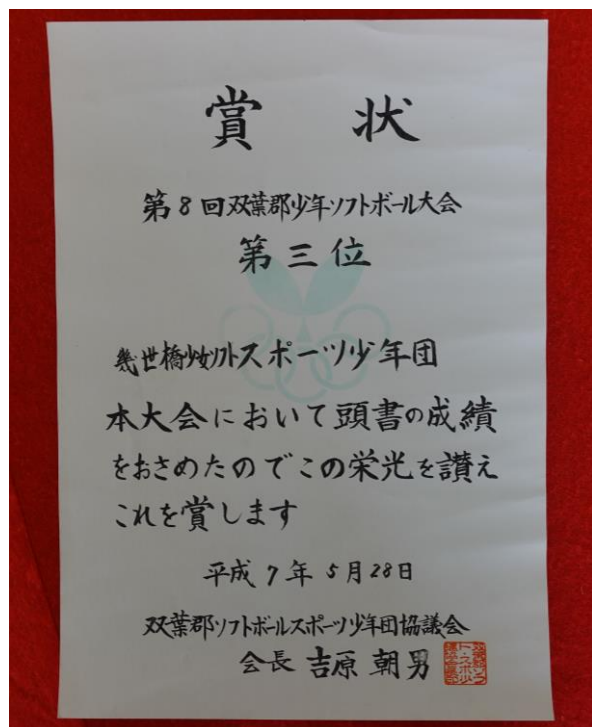 賞 状
第8回双葉郡少年ソフトボール大会
第三位
幾世橋少女ソフトスポーツ少年団
本大会において頭書の成績
をおさめたのでこの栄光を讃え
これを賞します
平成7年5月28日
双葉郡ソフトボールスポーツ少年団協議会
会長 吉原朝男